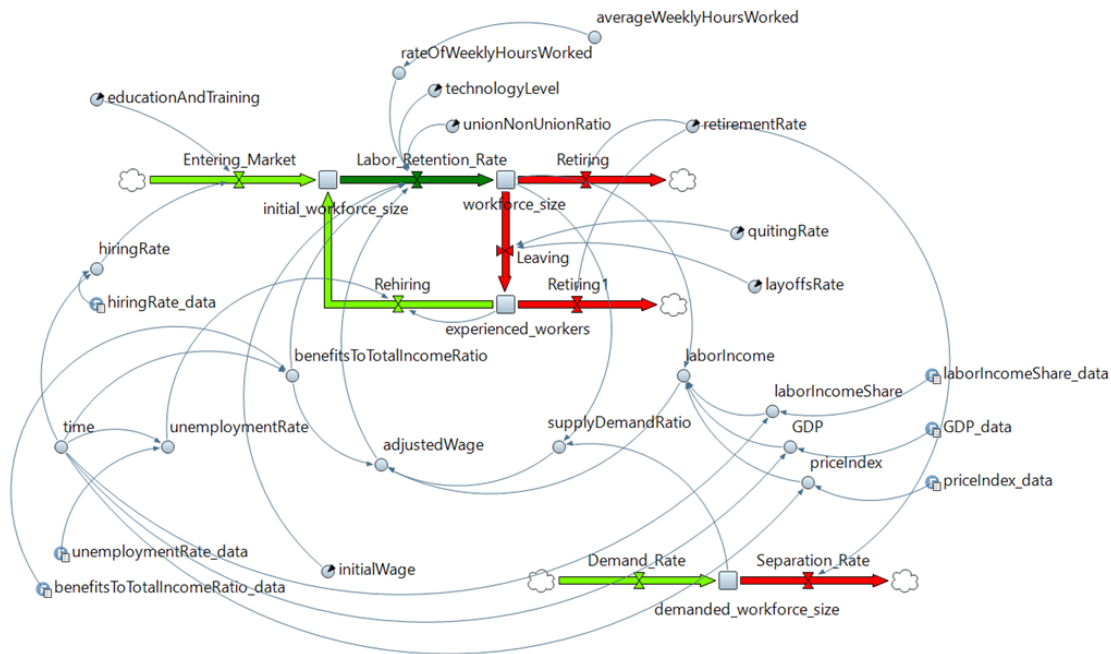 averageWeeklyHoursWorked
rateOfWeeklyHoursWorked
technologyLevel
educationAndTraining
unionNonUnionRatio
retirementRate
Entering_Market
Labor_Retention_Rate
Retiring
initial_workforce_size
workforce_size
quitingRate
hiringRate
Leaving
Rehiring
Retiring1
layoffsRate
hiringRate_data
experienced_workers
benefitsToTotalIncomeRatio
laborIncome
laborIncomeShare_data
laborIncomeShare
time
unemploymentRate
supplyDemandRatio
GDP
GDP_data
adjustedWage
priceIndex
priceIndex_data
unemploymentRate_data
initialWage
Demand_Rate
Separation_Rate
benefitsToTotalIncomeRatio_data
demanded_workforce_size